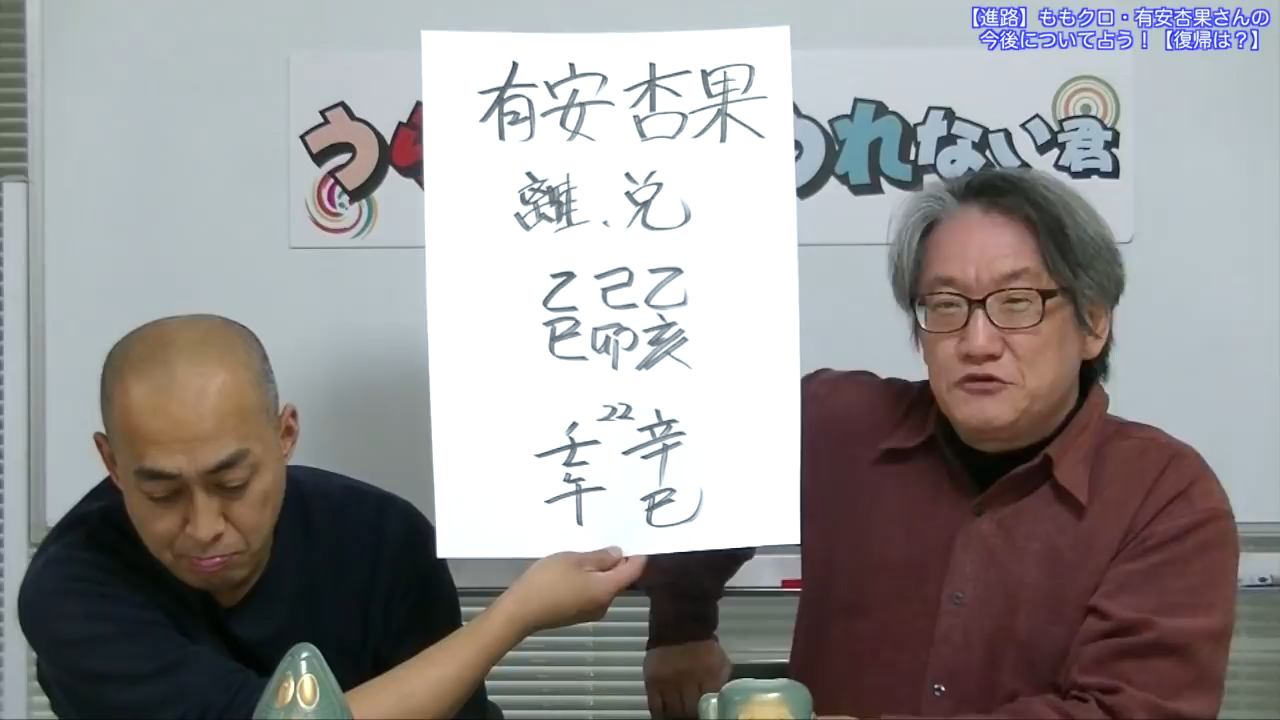 【進路】ももクロ・有安杏果さんの
今後について占う！【復帰は？】
有安杏果
離、兌
乙己乙
巳卯亥
22
壬 辛
午 巳
う
われない君